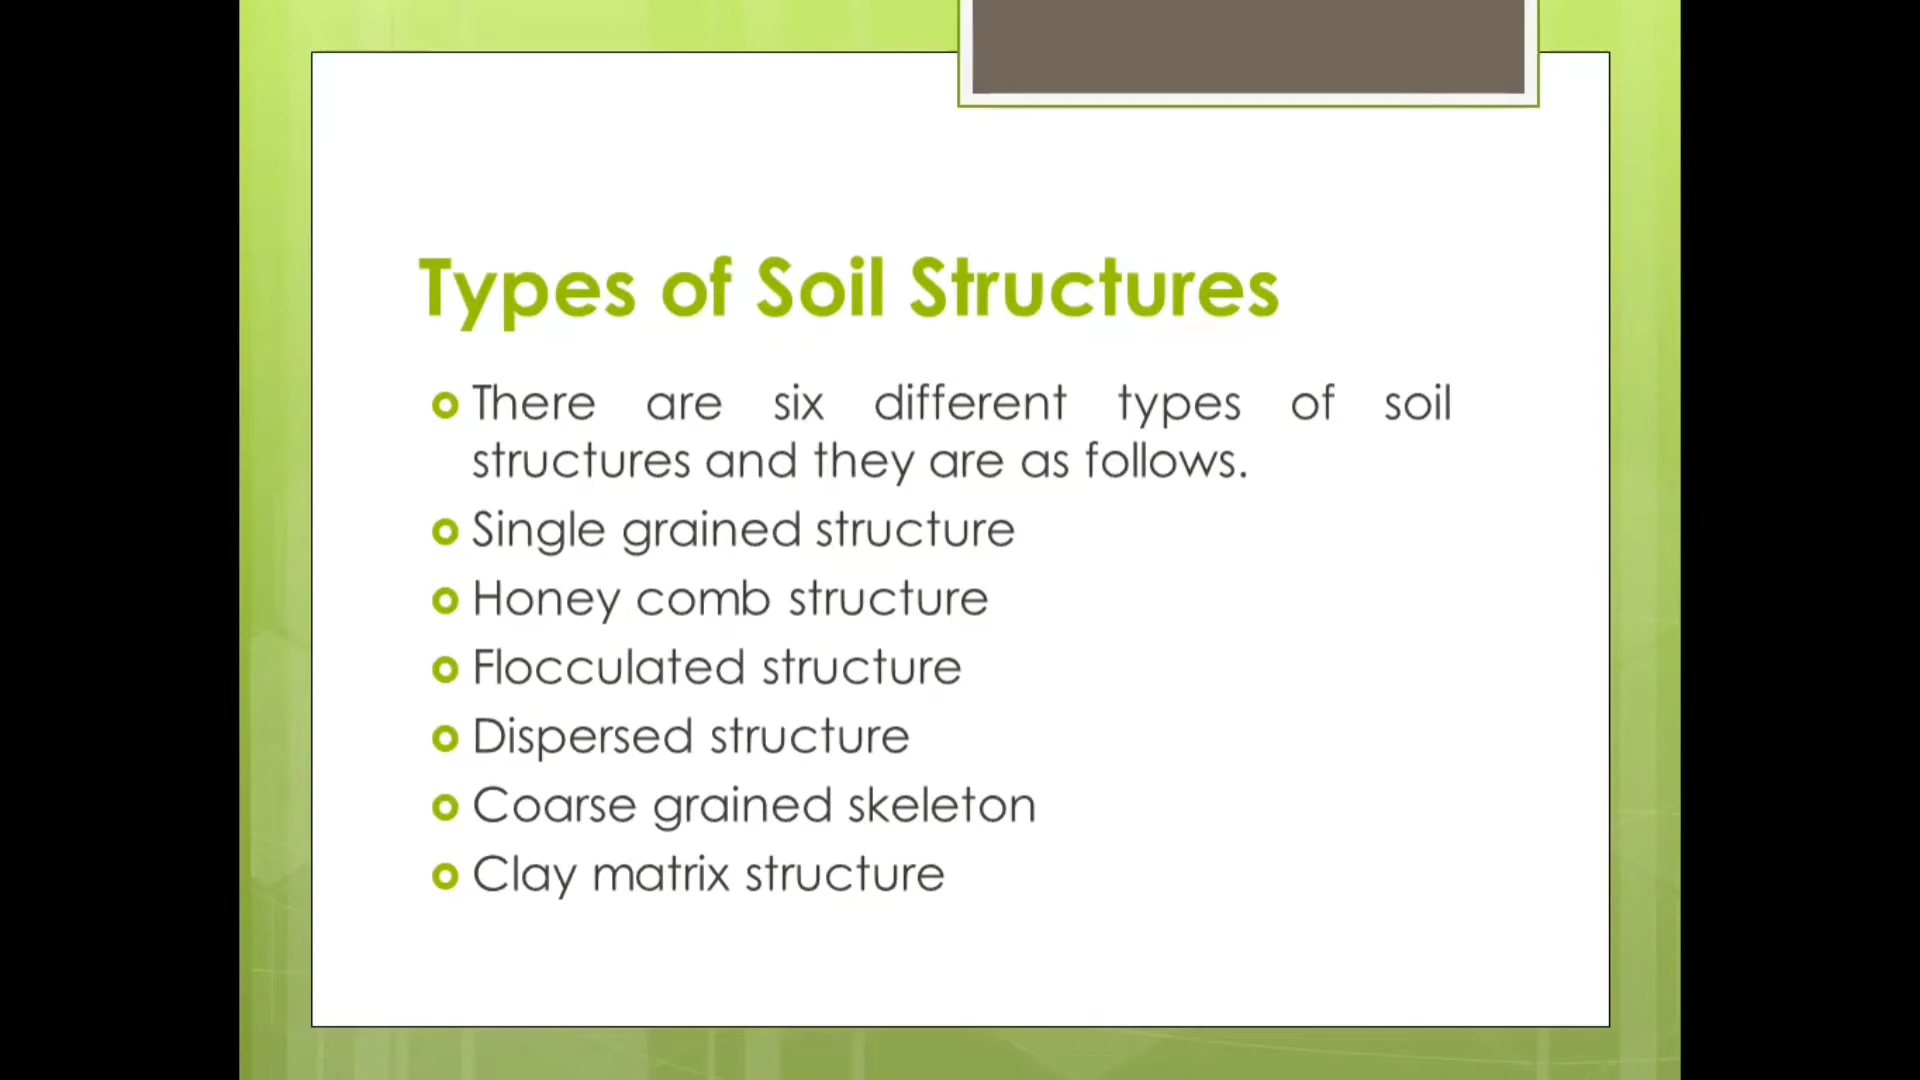 Types of Soil Structures
There are six different types of soil
structures and they are as follows.
Single grained structure
Honey comb structure
Flocculated structure
Dispersed structure
Coarse grained skeleton
Clay matrix structure